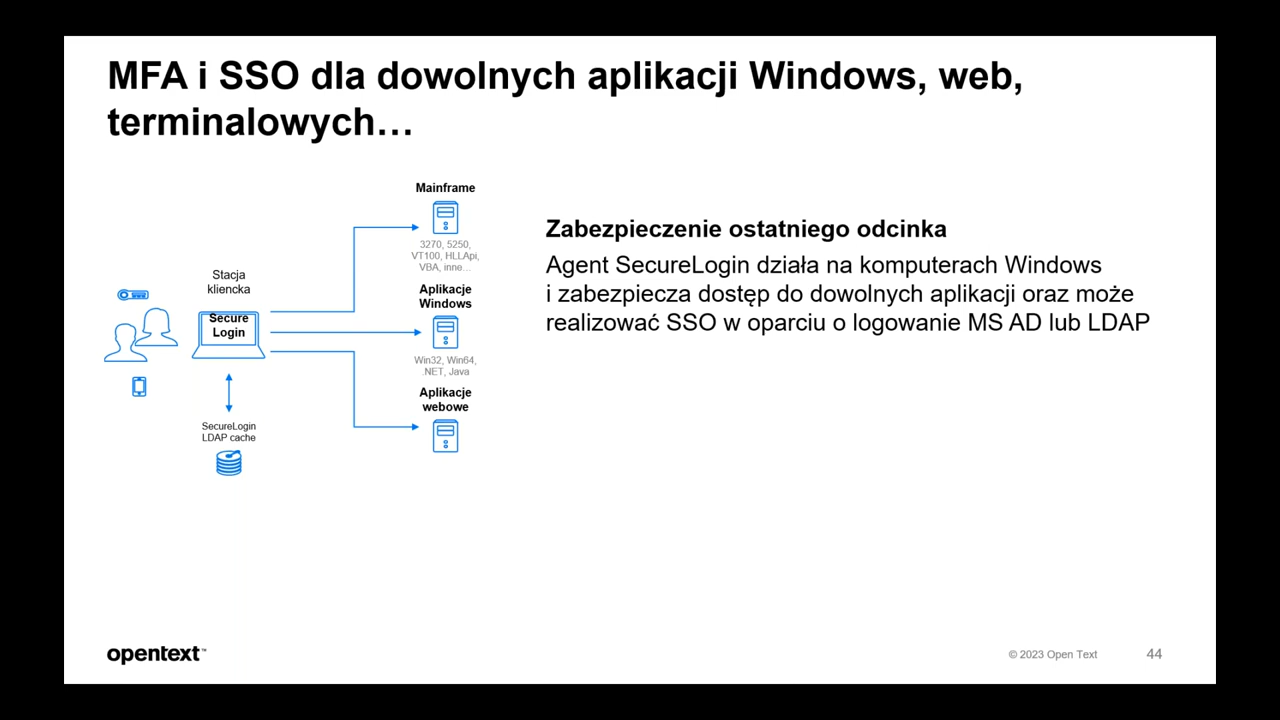 MFA i SSO dla dowolnych aplikacji Windows, web,
terminalowych…
Mainframe
3270, 5250,
VT100, HLLApi,
VBA, inne...
Stacja
kliencka
Secure
Login
Aplikacje
Windows
Win32, Win64,
.NET, Java
Aplikacje
webowe
SecureLogin
LDAP cache
Zabezpieczenie ostatniego odcinka
Agent SecureLogin działa na komputerach Windows
i zabezpiecza dostęp do dowolnych aplikacji oraz może
realizować SSO w oparciu o logowanie MS AD lub LDAP
opentext™
© 2023 Open Text
44